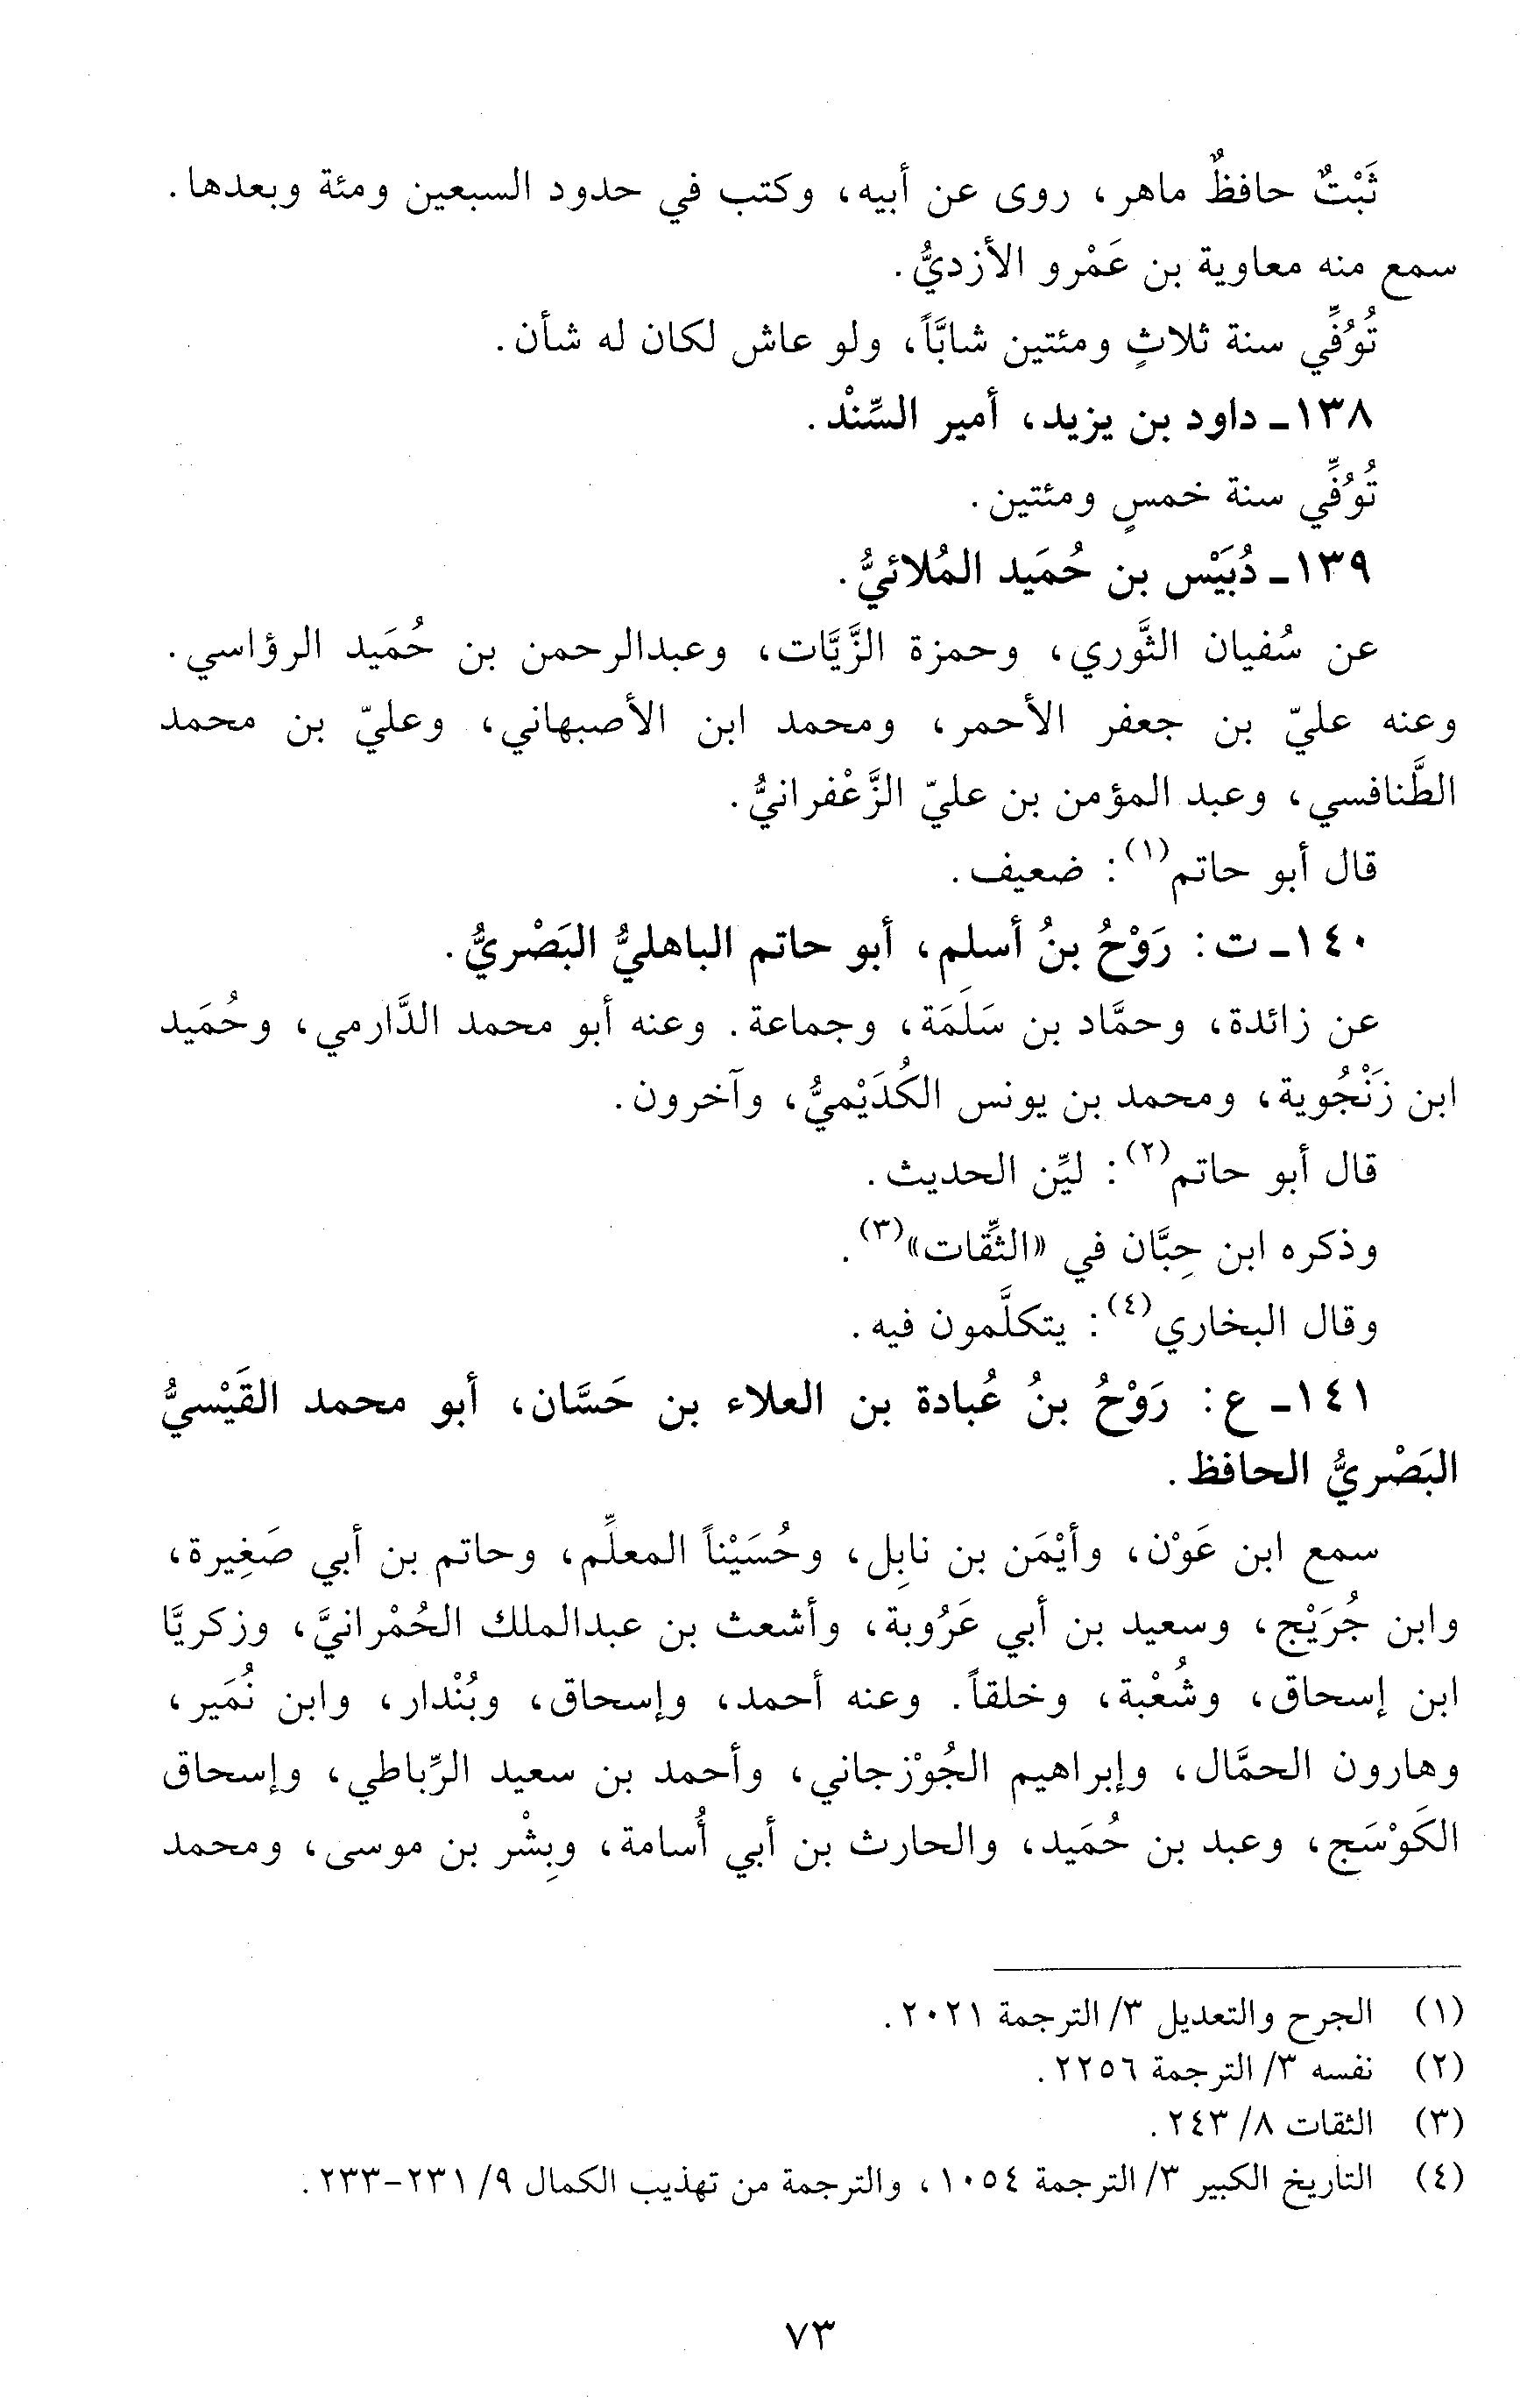 ثَبْتٌ حافظٌ ماهر، روى عن أبيه، وكتب في حدود السبعين ومئة وبعدها.
سمع منه معاوية بن عَمْرو الأزديُّ.
تُوُفِّي سنة ثلاثٍ ومئتين شابَّاً، ولو عاش لكان له شأن.
١٣٨- داود بن يزيد، أمير السِّنْد.
تُوُفِّي سنة خمسٍ ومئتين.
١٣٩- دُبَيْس بن حُمَيد المُلائيُّ.
عن سُفيان الثَّوري، وحمزة الزَّيَّات، وعبدالرحمن بن حُمَيد الرؤاسي.
وعنه عليّ بن جعفر الأحمر، ومحمد ابن الأصبهاني، وعليّ بن محمد
الطَّنافسي، وعبد المؤمن بن عليّ الزَّعْفرانيُّ.
قال أبو حاتم(١): ضعيف.
١٤٠- ت: رَوْحُ بنُ أسلم، أبو حاتم الباهليُّ البَصْريُّ.
عن زائدة، وحمَّاد بن سَلَمَة، وجماعة. وعنه أبو محمد الدَّارمي، وحُمَيد
ابن زَنْجُوية، ومحمد بن يونس الكُدَيْميُّ، وآخرون.
قال أبو حاتم(٢): ليِّن الحديث.
وذكره ابن حِبَّان في «الثِّقات»(٣).
وقال البخاري(٤): يتكلَّمون فيه.
١٤١- ع: رَوْحُ بنُ عُبادة بن العلاء بن حَسَّان، أبو محمد القَيْسيُّ
البَصْريُّ الحافظ.
سمع ابن عَوْن، وأيْمَن بن نابِل، وحُسَيْناً المعلِّم، وحاتم بن أبي صَغِيرة،
وابن جُرَيْج، وسعيد بن أبي عَرُوبة، وأشعث بن عبدالملك الحُمْرانيَّ، وزكريَّا
ابن إسحاق، وشُعْبة، وخلقاً. وعنه أحمد، وإسحاق، وبُنْدار، وابن نُمَير،
وهارون الحمَّال، وإبراهيم الجُوْزجاني، وأحمد بن سعيد الرِّباطي، وإسحاق
الكَوْسَج، وعبد بن حُمَيد، والحارث بن أبي أُسامة، وبِشْر بن موسى، ومحمد
(١) الجرح والتعديل ٣/ الترجمة ٢٠٢١.
(٢) نفسه ٣/ الترجمة ٢٢٥٦.
(٣) الثقات ٨/ ٢٤٣.
(٤) التاريخ الكبير ٣/ الترجمة ١٠٥٤، والترجمة من تهذيب الكمال ٩/ ٢٣١-٢٣٣.
٧٣